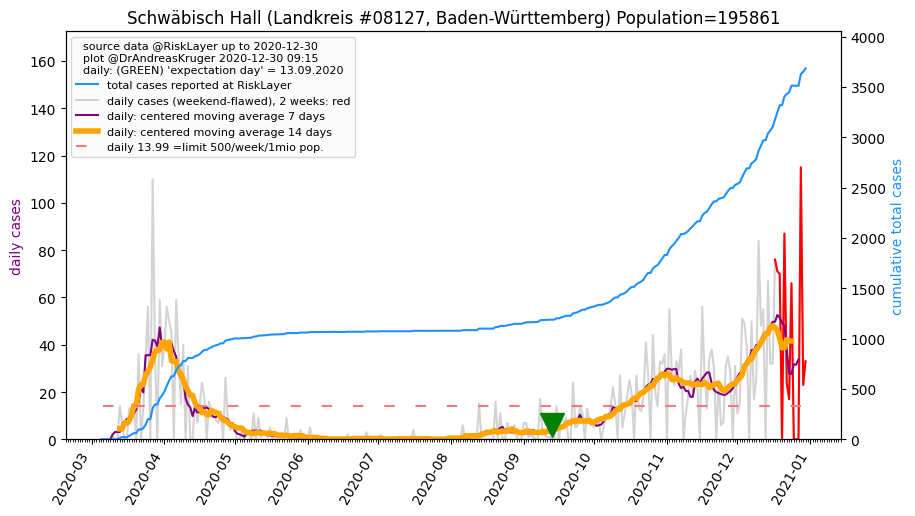 Schwäbisch Hall (Landkreis #08127, Baden-Württemberg) Population=195861
source data @RiskLayer up to 2020-12-30
plot @DrAndreasKruger 2020-12-30 09:15
daily: (GREEN) 'expectation day' = 13.09.2020
total cases reported at RiskLayer
daily cases (weekend-flawed), 2 weeks: red
daily: centered moving average 7 days
daily: centered moving average 14 days
daily 13.99 =limit 500/week/1mio pop.
daily cases
160
140
120
100
80
60
40
20
0
4000
3500
3000
2500
2000
1500
1000
500
0
cumulative total cases
2020-03
2020-04
2020-05
2020-06
2020-07
2020-08
2020-09
2020-10
2020-11
2020-12
2021-01